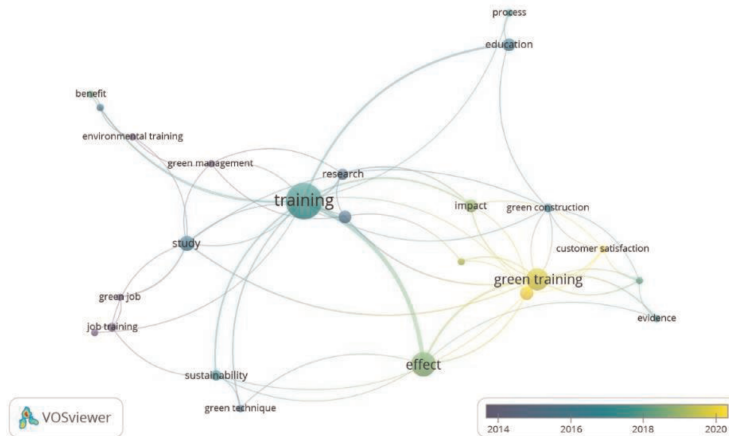 process
education
benefit
environmental training
green management
research
training
impact
green construction
study
customer satisfaction
green training
green job
evidence
job training
effect
sustainability
green technique
VOSviewer
2014 2016 2018 2020